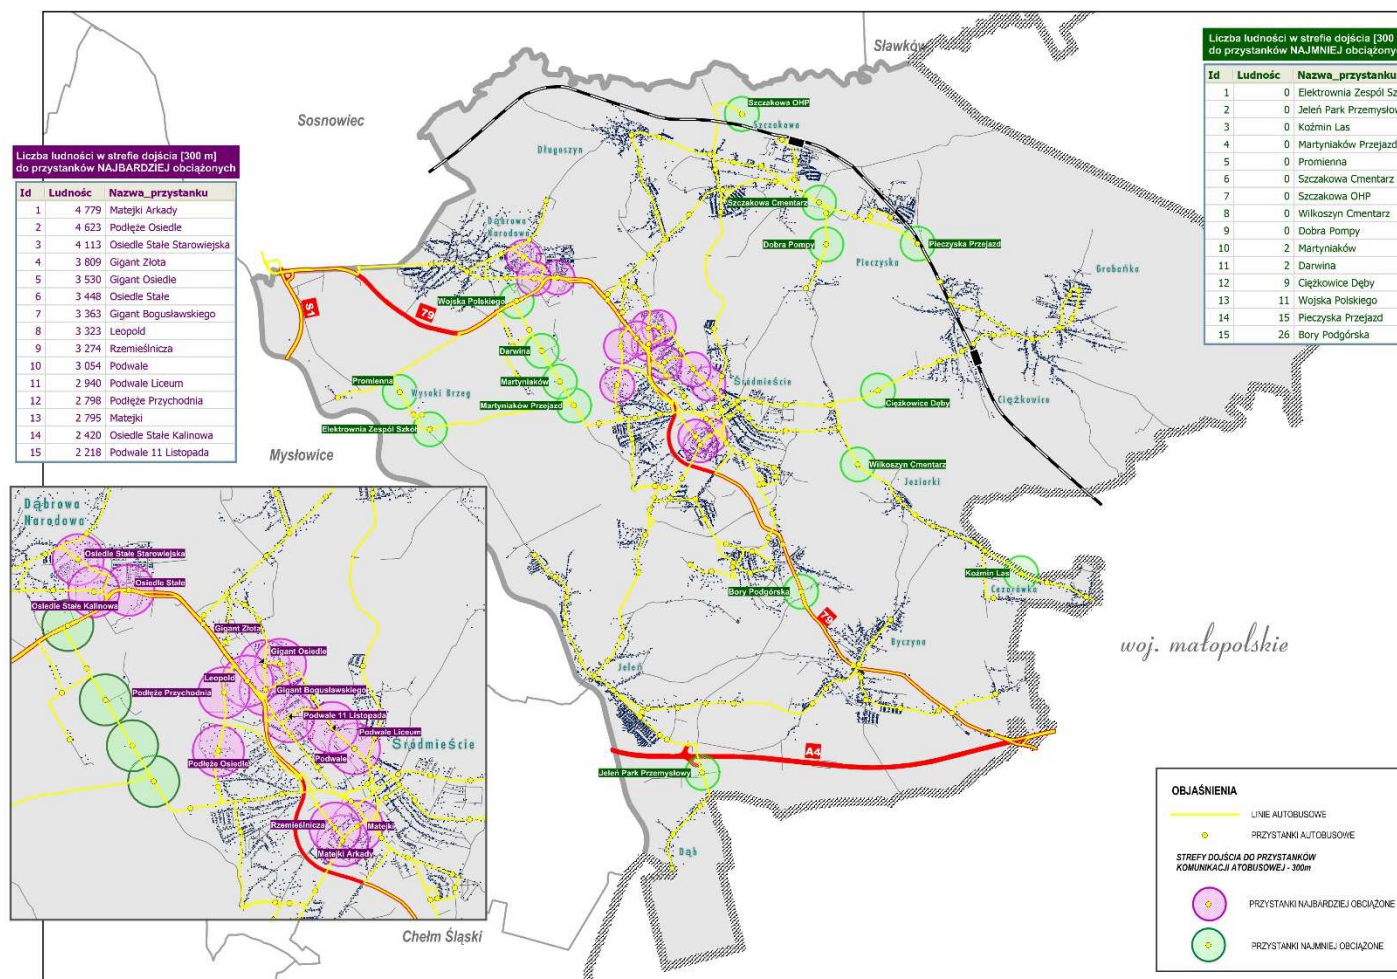 Sławków
Sosnowiec
Liczba ludności w strefie dojścia [300 m]
do przystanków NAJBARDZIEJ obciążonych
Id Ludnośc Nazwa_przystanku
1 4 779 Matejki Arkady
2 4 623 Podłęże Osiedle
3 4 113 Osiedle Stałe Starowiejska
4 3 809 Gigant Złota
5 3 530 Gigant Osiedle
6 3 448 Osiedle Stałe
7 3 363 Gigant Bogusławskiego
8 3 323 Leopold
9 3 274 Rzemieślnicza
10 3 054 Podwale
11 2 940 Podwale Liceum
12 2 798 Podłęże Przychodnia
13 2 795 Matejki
14 2 420 Osiedle Stałe Kalinowa
15 2 218 Podwale 11 Listopada
Liczba ludności w strefie dojścia [300
do przystanków NAJMNIEJ obciążony
Id Ludnośc Nazwa_przystanku
1 0 Elektrownia Zespól Sz
2 0 Jeleń Park Przemysłow
3 0 Koźmin Las
4 0 Martyniaków Przejazd
5 0 Promienna
6 0 Szczakowa Cmentarz
7 0 Szczakowa OHP
8 0 Wilkoszyn Cmentarz
9 0 Dobra Pompy
10 2 Martyniaków
11 2 Darwina
12 9 Ciężkowice Dęby
13 11 Wojska Polskiego
14 15 Pieczyska Przejazd
15 26 Bory Podgórska
Szczakowa OHP
Szczakowa
Długoszyn
Szczakowa Cmentarz
Dąbrowa
Narodowa
Dobra Pompy
Pieczyska Przejazd
Pieczyska
Grabańka
S1
79
Wojska Polskiego
Darwina
Promienna
Wysoki Brzeg
Martyniaków
Martyniaków Przejazd
Śródmieście
Ciężkowice Dęby
Ciężkowice
Elektrownia Zespól Szkół
Mysłowice
Wilkoszyn Cmentarz
Jeziorki
Koźmin Las
Cezarówka
Bory Podgórska
79
Byczyna
woj. małopolskie
Jeleń
A4
Jeleń Park Przemysłowy
Dąb
Dąbrowa
Narodowa
Osiedle Stałe Starowiejska
Osiedle Stałe
Osiedle Stałe Kalinowa
Gigant Złota
Gigant Osiedle
Leopold
Gigant Bogusławskiego
Podłęże Przychodnia
Podwale 11 Listopada
Podwale Liceum
Śródmieście
Podwale
Podłęże Osiedle
Rzemieślnicza
Matejki
Matejki Arkady
Chełm Śląski
OBJAŚNIENIA
LINIE AUTOBUSOWE
PRZYSTANKI AUTOBUSOWE
STREFY DOJŚCIA DO PRZYSTANKÓW
KOMUNIKACJI ATOBUSOWEJ - 300m
PRZYSTANKI NAJBARDZIEJ OBCIĄŻONE
PRZYSTANKI NAJMNIEJ OBCIĄŻONE